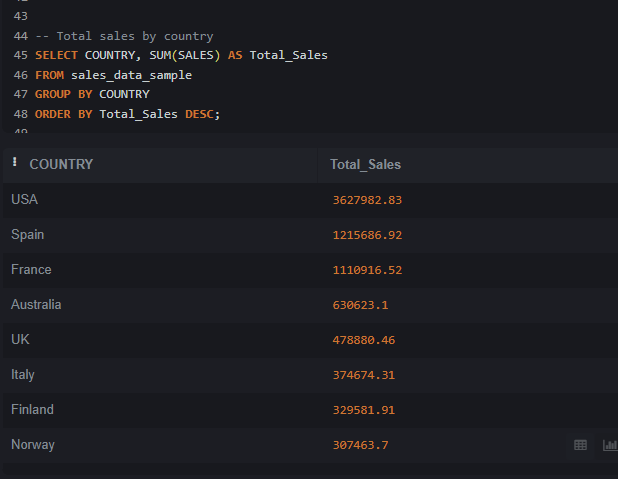 43
44 -- Total sales by country
45 SELECT COUNTRY, SUM(SALES) AS Total_Sales
46 FROM sales_data_sample
47 GROUP BY COUNTRY
48 ORDER BY Total_Sales DESC;
49
COUNTRY Total_Sales
USA 3627982.83
Spain 1215686.92
France 1110916.52
Australia 630623.1
UK 478880.46
Italy 374674.31
Finland 329581.91
Norway 307463.7